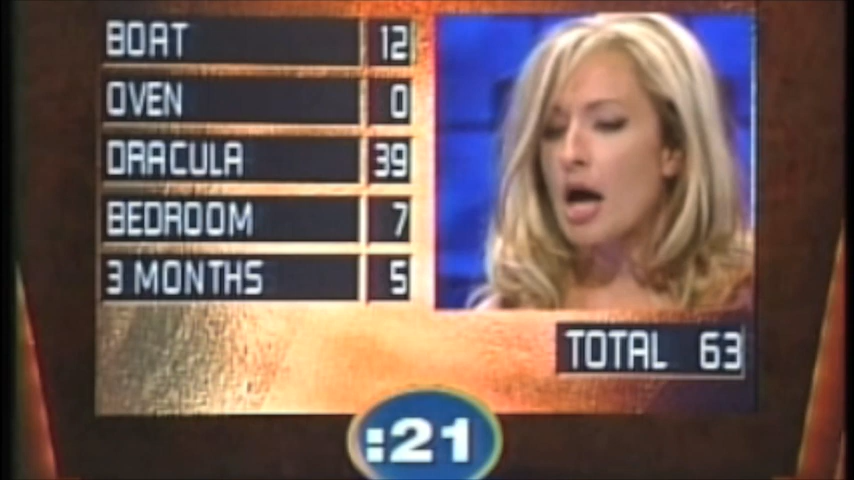 BOAT 12
OVEN 0
DRACULA 39
BEDROOM 7
3 MONTHS 5
TOTAL 63
:21